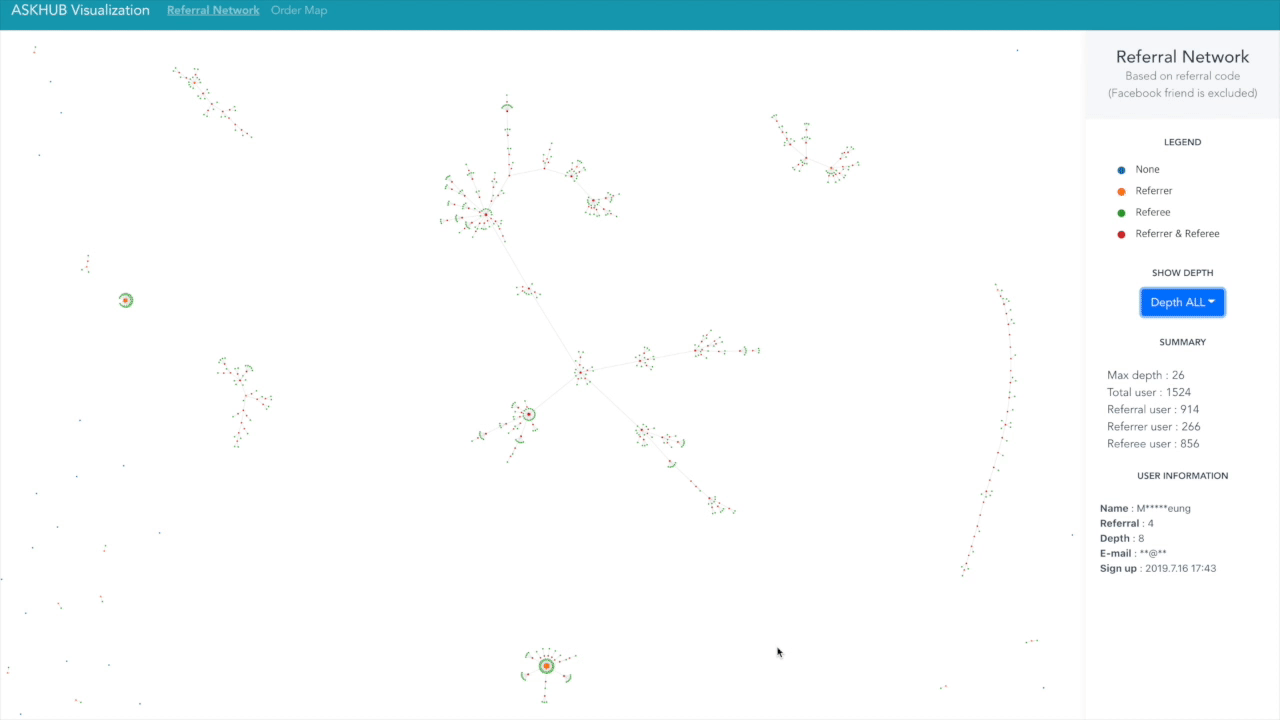 ASKHUB Visualization Referral Network Order Map
Referral Network
Based on referral code
(Facebook friend is excluded)
LEGEND
None
Referrer
Referee
Referrer & Referee
SHOW DEPTH
Depth ALL
SUMMARY
Max depth : 26
Total user : 1524
Referral user : 914
Referrer user : 266
Referee user : 856
USER INFORMATION
Name : M*****eung
Referral : 4
Depth : 8
E-mail : **@**
Sign up : 2019.7.16 17:43